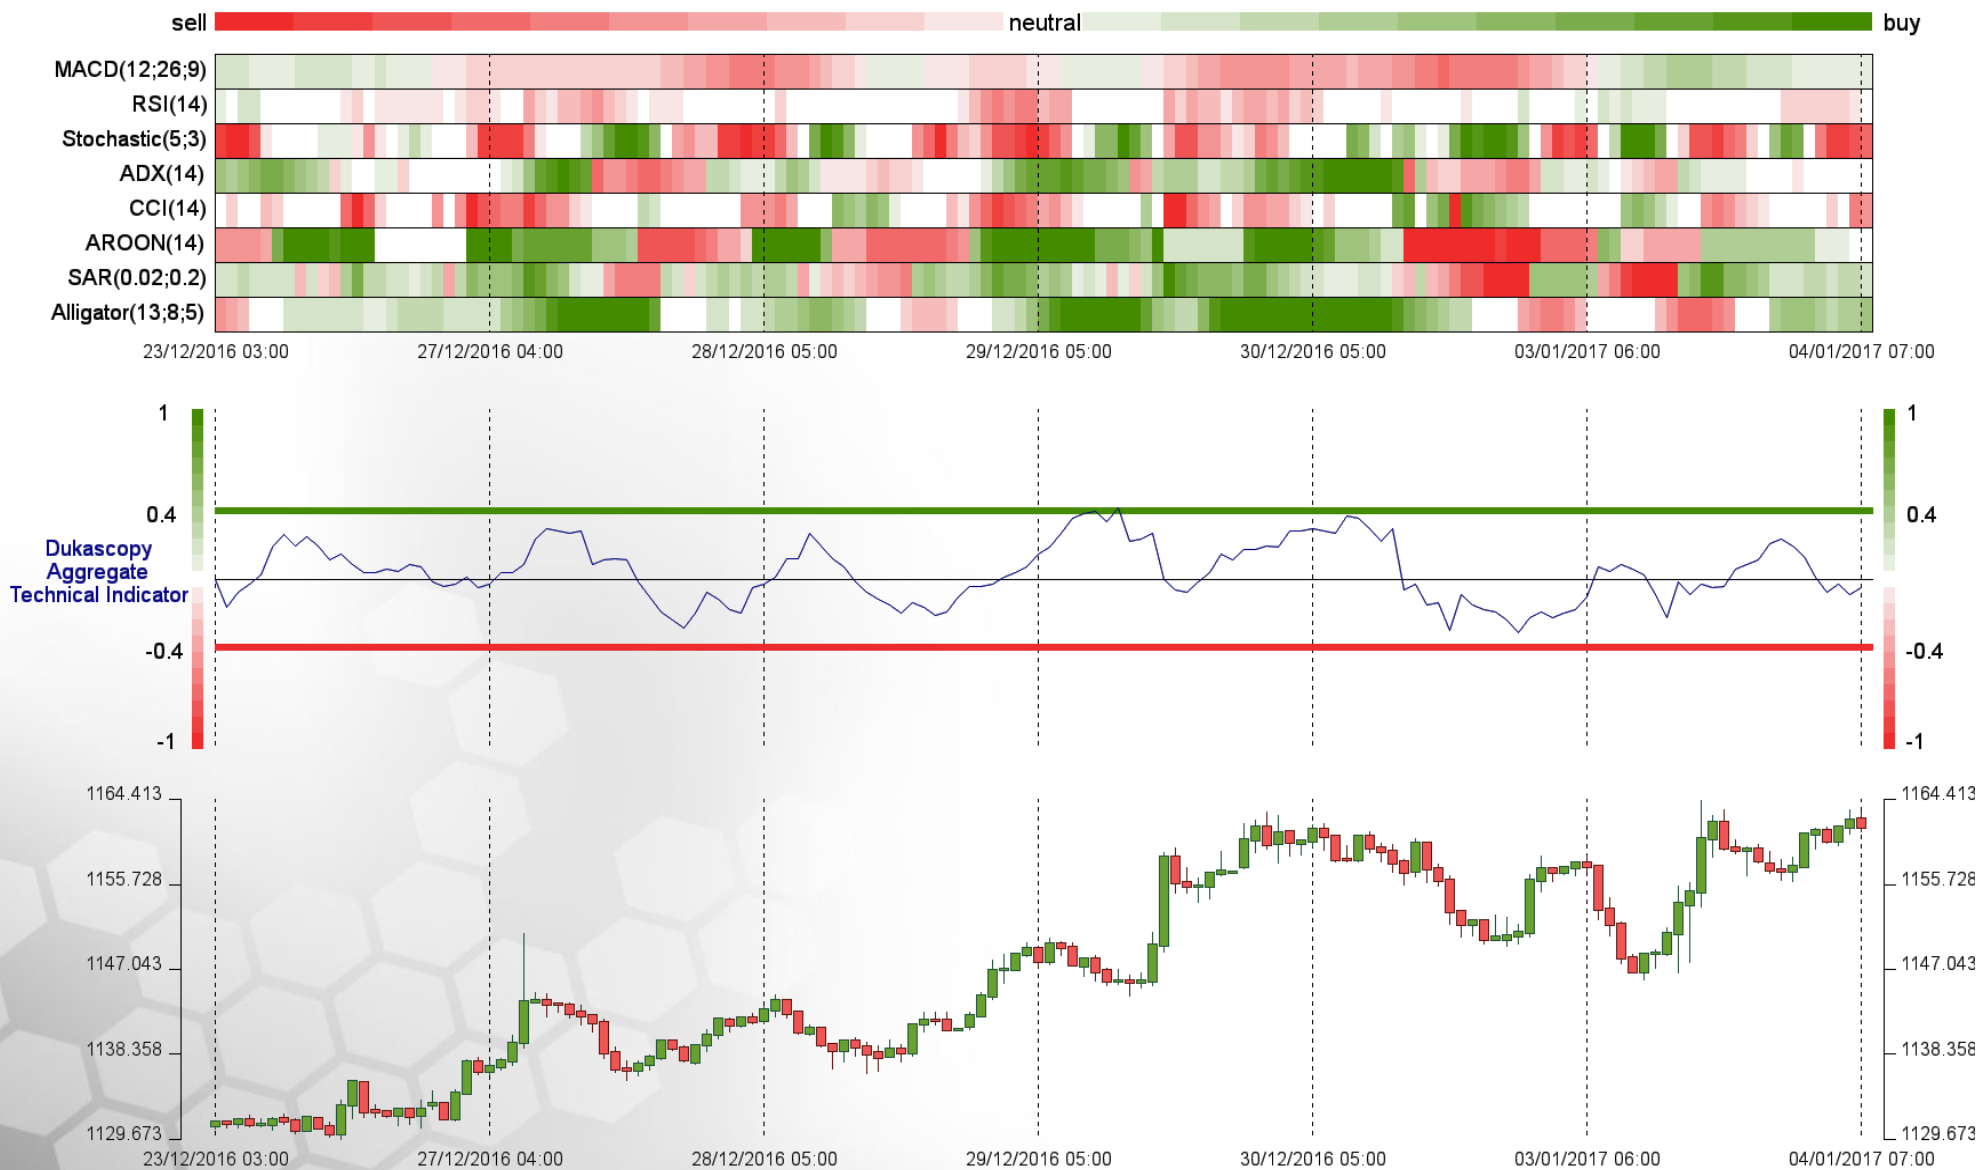 sell neutral buy
MACD(12;26;9)
RSI(14)
Stochastic(5;3)
ADX(14)
CCI(14)
AROON(14)
SAR(0.02;0.2)
Alligator(13;8;5)
23/12/2016 03:00 27/12/2016 04:00 28/12/2016 05:00 29/12/2016 05:00 30/12/2016 05:00 03/01/2017 06:00 04/01/2017 07:00
1 1
0.4 0.4
Dukascopy
Aggregate
Technical Indicator
-0.4 -0.4
-1 -1
1164.413 1164.413
1155.728 1155.728
1147.043 1147.043
1138.358 1138.358
1129.673 1129.673
23/12/2016 03:00 27/12/2016 04:00 28/12/2016 05:00 29/12/2016 05:00 30/12/2016 05:00 03/01/2017 06:00 04/01/2017 07:00